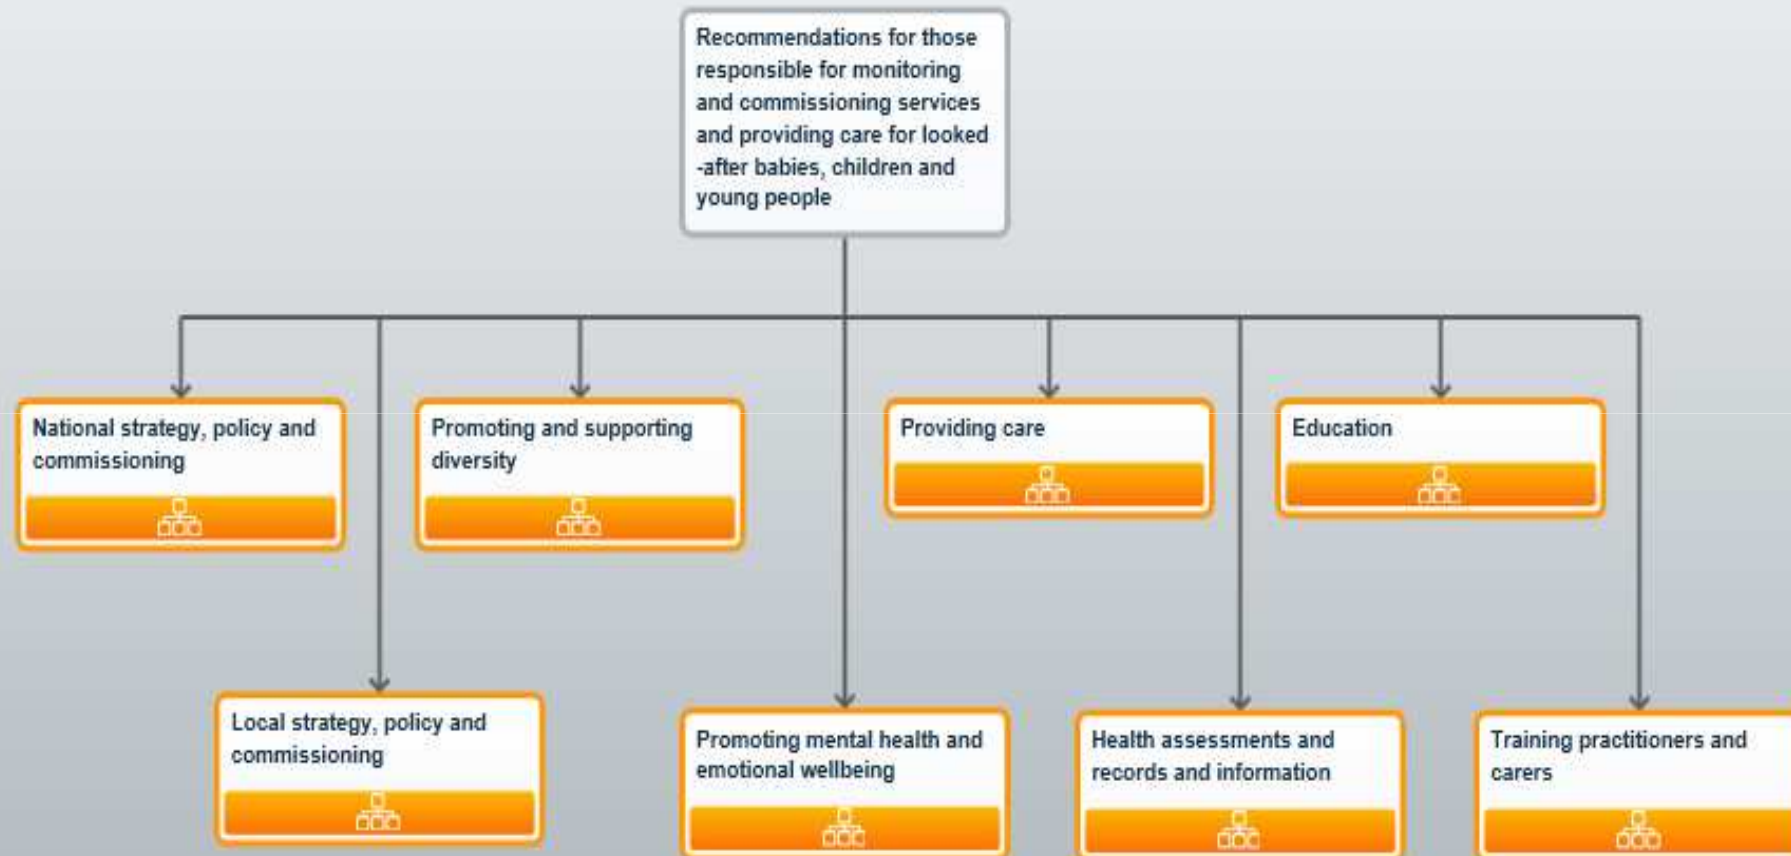 Recommendations for those
responsible for monitoring
and commissioning services
and providing care for looked
-after babies, children and
young people
National strategy, policy and
commissioning
Promoting and supporting
diversity
Providing care
Education
Local strategy, policy and
commissioning
Promoting mental health and
emotional wellbeing
Health assessments and
records and information
Training practitioners and
carers